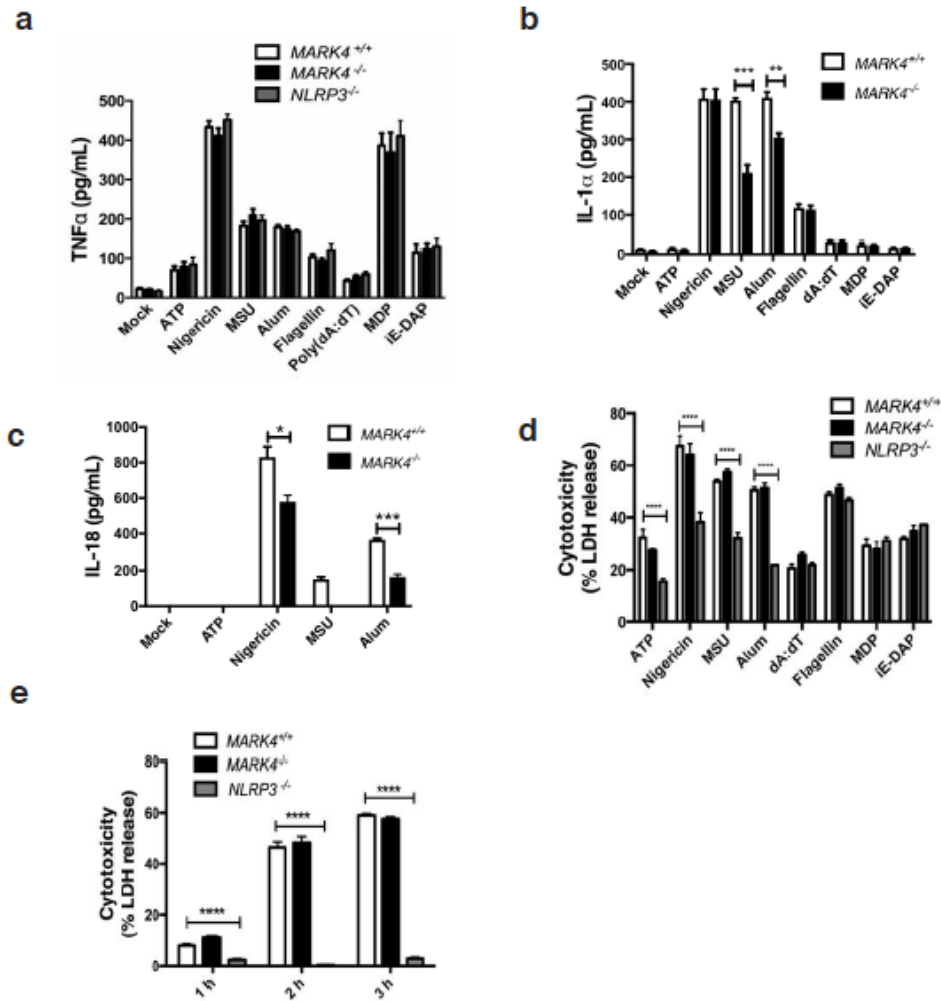 a
MARK4 +/+
MARK4 -/-
NLRP3-/-
TNFα (pg/mL)
500
400
300
200
100
0
Mock
ATP
Nigericin
MSU
Alum
Flagellin
Poly(dA:dT)
MDP
iE-DAP
b
MARK4+/+
MARK4-/-
IL-1α (pg/mL)
500
400
300
200
100
0
***
**
Mock
ATP
Nigericin
MSU
Alum
Flagellin
dA:dT
MDP
iE-DAP
c
MARK4+/+
MARK4-/-
IL-18 (pg/mL)
1000
800
600
400
200
0
*
***
Mock
ATP
Nigericin
MSU
Alum
d
MARK4+/+
MARK4-/-
NLRP3-/-
Cytotoxicity
(% LDH release)
80
60
40
20
0
****
****
****
****
ATP
Nigericin
MSU
Alum
dA:dT
Flagellin
MDP
iE-DAP
e
MARK4+/+
MARK4-/-
NLRP3 -/-
Cytotoxicity
(% LDH release)
80
60
40
20
0
****
****
****
1 h
2 h
3 h